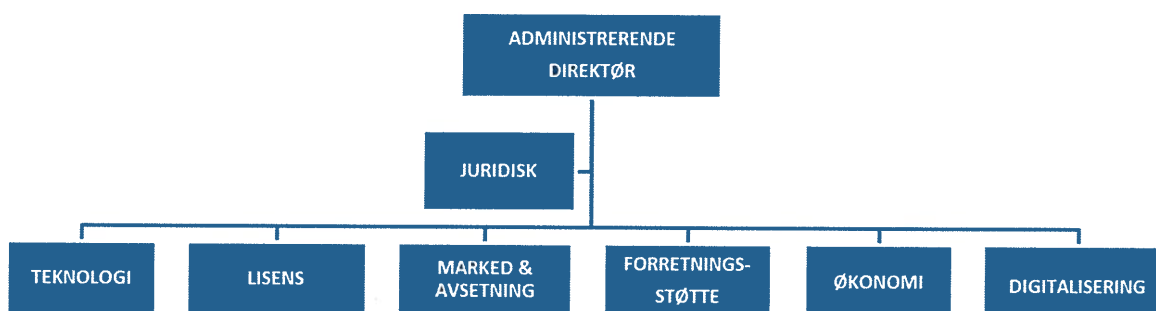 ADMINISTRERENDE
DIREKTØR
JURIDISK
TEKNOLOGI
LISENS
MARKED &
AVSETNING
FORRETNINGS-
STØTTE
ØKONOMI
DIGITALISERING